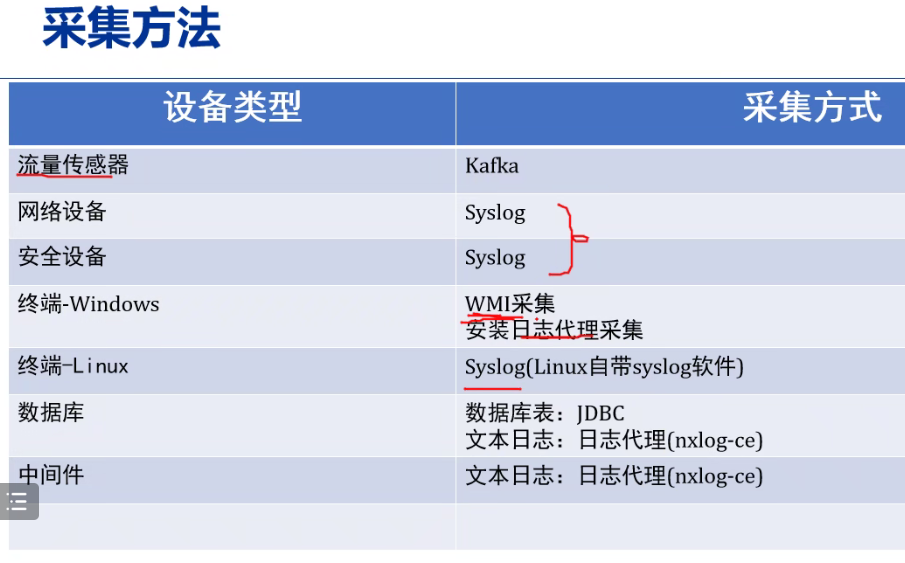 采集方法
设备类型 采集方式
流量传感器 Kafka
网络设备 Syslog
安全设备 Syslog
终端-Windows WMI采集
安装日志代理采集
终端-Linux Syslog(Linux自带syslog软件)
数据库 数据库表：JDBC
文本日志：日志代理(nxlog-ce)
中间件 文本日志：日志代理(nxlog-ce)